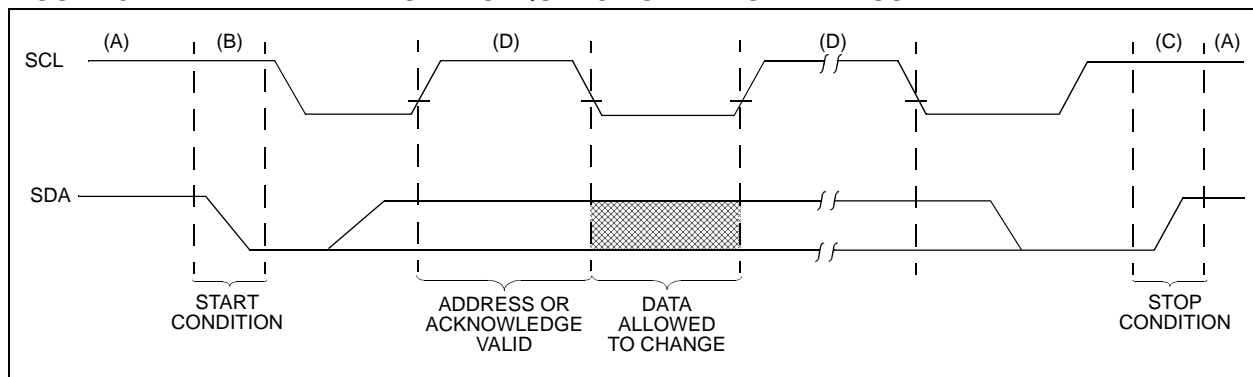 (A) (B) (D) (D) (C) (A)
SCL
SDA
START
CONDITION
ADDRESS OR
ACKNOWLEDGE
VALID
DATA
ALLOWED
TO CHANGE
STOP
CONDITION